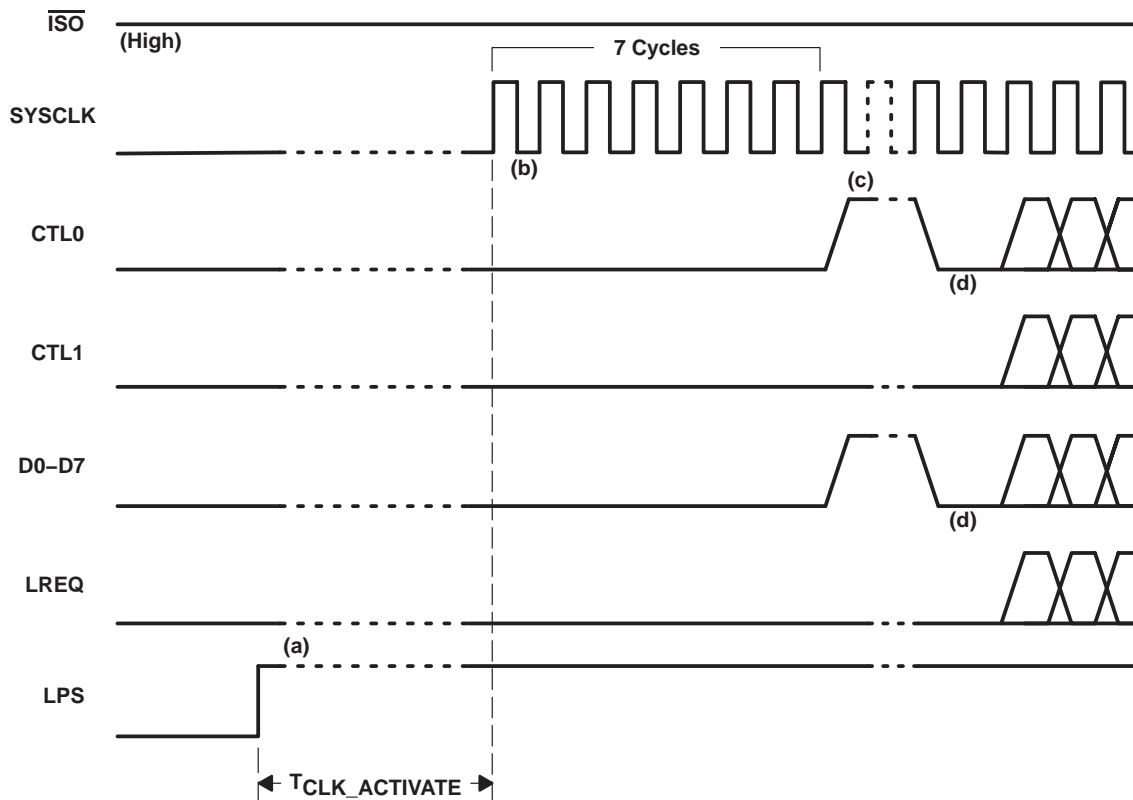 ISO
(High)
7 Cycles
SYSCLK
(b)
(c)
CTL0
(d)
CTL1
D0–D7
(d)
LREQ
(a)
LPS
TCLK_ACTIVATE